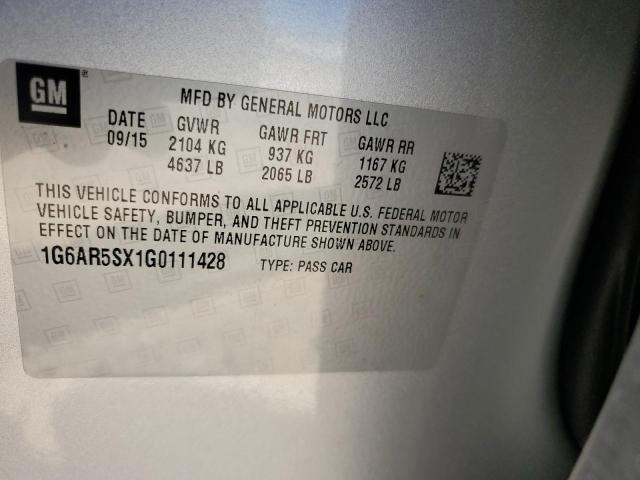 GM ®
MFD BY GENERAL MOTORS LLC
DATE GVWR GAWR FRT GAWR RR
09/15 2104 KG 937 KG 1167 KG
4637 LB 2065 LB 2572 LB
THIS VEHICLE CONFORMS TO ALL APPLICABLE U.S. FEDERAL MOTOR
VEHICLE SAFETY, BUMPER, AND THEFT PREVENTION STANDARDS IN
EFFECT ON THE DATE OF MANUFACTURE SHOWN ABOVE.
1G6AR5SX1G0111428 TYPE: PASS CAR